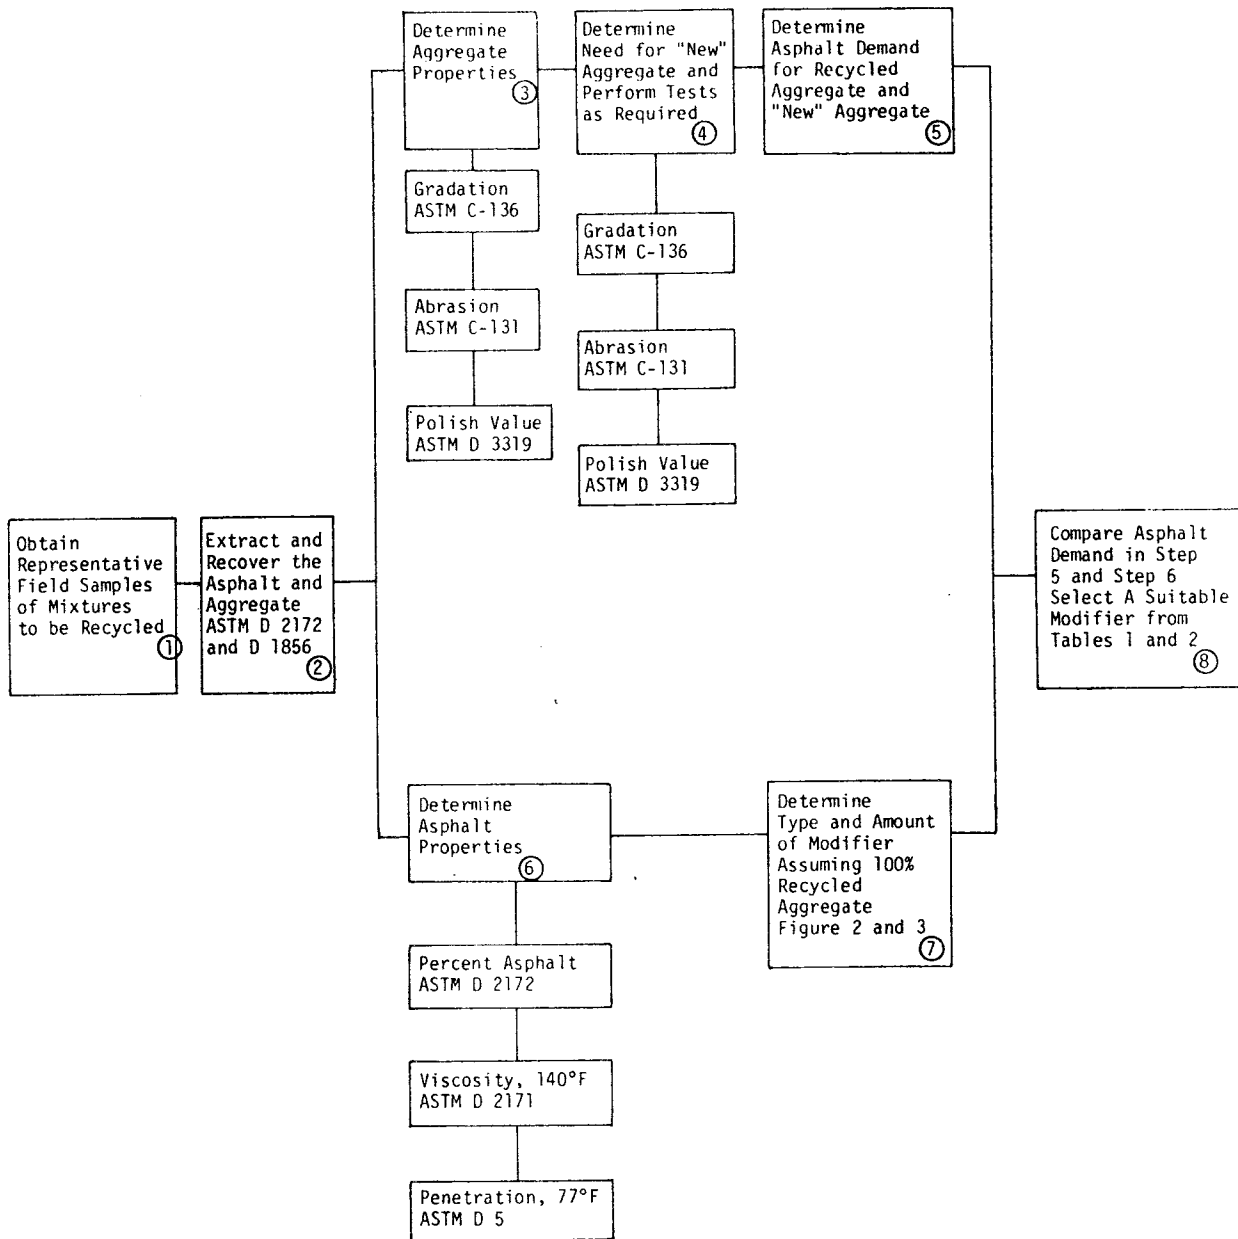 Obtain
Representative
Field Samples
of Mixtures
to be Recycled
①
Extract and
Recover the
Asphalt and
Aggregate
ASTM D 2172
and D 1856
②
Determine
Aggregate
Properties
③
Gradation
ASTM C-136
Abrasion
ASTM C-131
Polish Value
ASTM D 3319
Determine
Need for "New"
Aggregate and
Perform Tests
as Required
④
Gradation
ASTM C-136
Abrasion
ASTM C-131
Polish Value
ASTM D 3319
Determine
Asphalt Demand
for Recycled
Aggregate and
"New" Aggregate
⑤
Determine
Asphalt
Properties
⑥
Percent Asphalt
ASTM D 2172
Viscosity, 140°F
ASTM D 2171
Penetration, 77°F
ASTM D 5
Determine
Type and Amount
of Modifier
Assuming 100%
Recycled
Aggregate
Figure 2 and 3
⑦
Compare Asphalt
Demand in Step
5 and Step 6
Select A Suitable
Modifier from
Tables 1 and 2
⑧